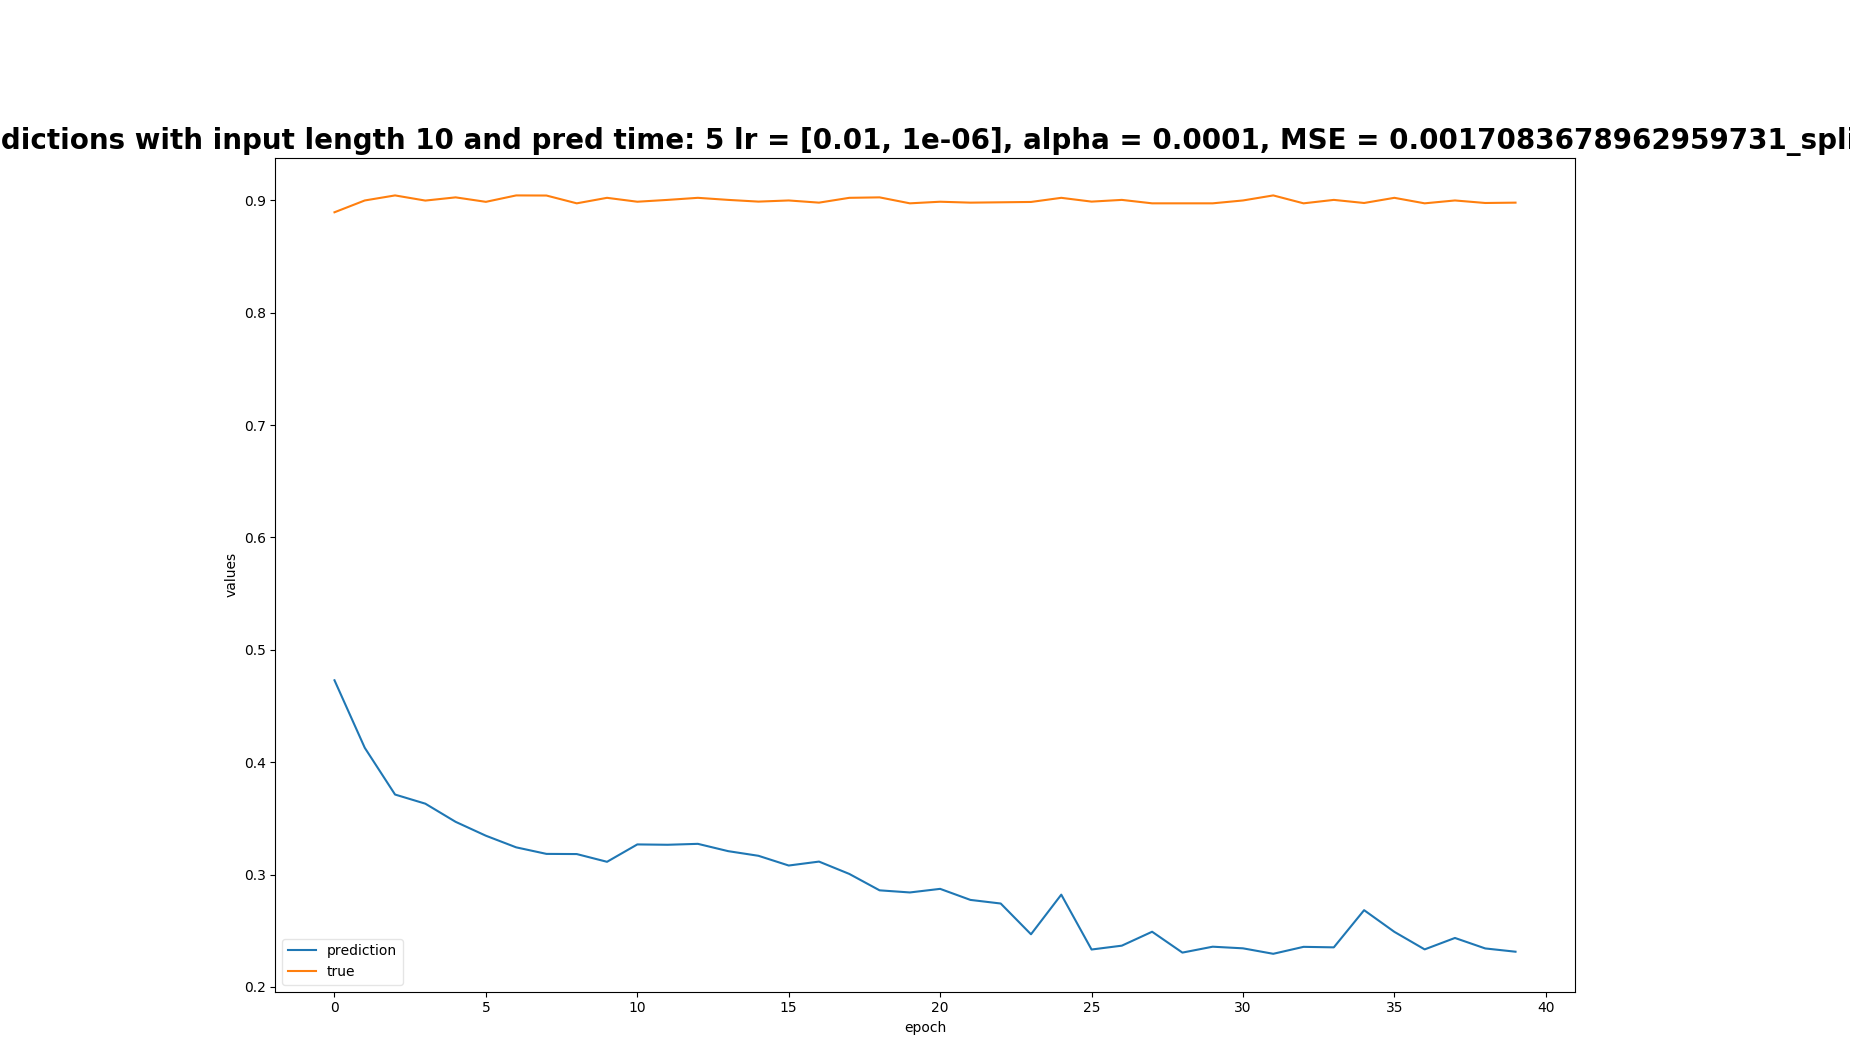 dictions with input length 10 and pred time: 5 lr = [0.01, 1e-06], alpha = 0.0001, MSE = 0.0017083678962959731_spli
0.9
0.8
0.7
0.6
0.5
0.4
0.3
0.2
values
prediction
true
0 5 10 15 20 25 30 35 40
epoch